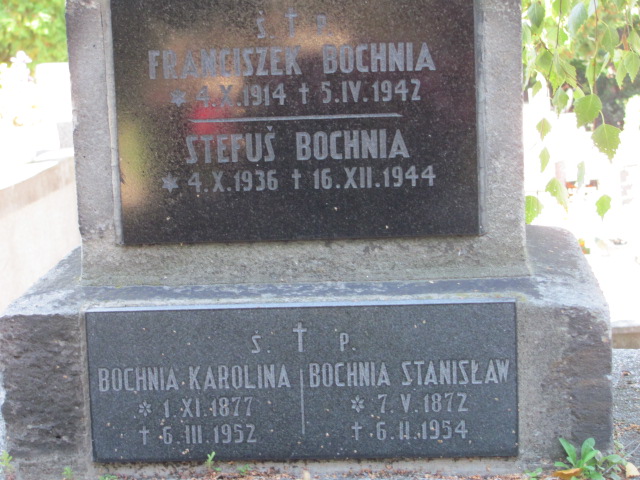 Ś † P
FRANCISZEK BOCHNIA
* 4.X.1914 † 5.IV.1942
STEFUŚ BOCHNIA
* 4.X.1936 † 16.XII.1944
Ś. † P.
BOCHNIA KAROLINA
* 1.XI.1877
† 6.III.1952
BOCHNIA STANISŁAW
* 7.V.1872
† 6.II.1954